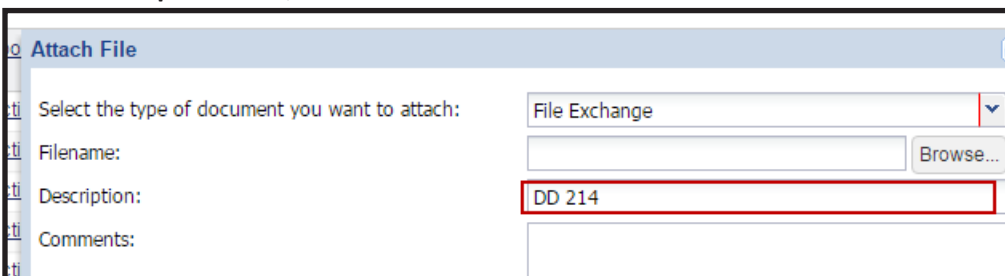 Attach File
Select the type of document you want to attach: File Exchange
Filename: Browse...
Description: DD 214
Comments: